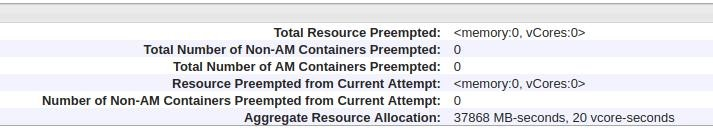 Total Resource Preempted: <memory:0, vCores:0>
Total Number of Non-AM Containers Preempted: 0
Total Number of AM Containers Preempted: 0
Resource Preempted from Current Attempt: <memory:0, vCores:0>
Number of Non-AM Containers Preempted from Current Attempt: 0
Aggregate Resource Allocation: 37868 MB-seconds, 20 vcore-seconds